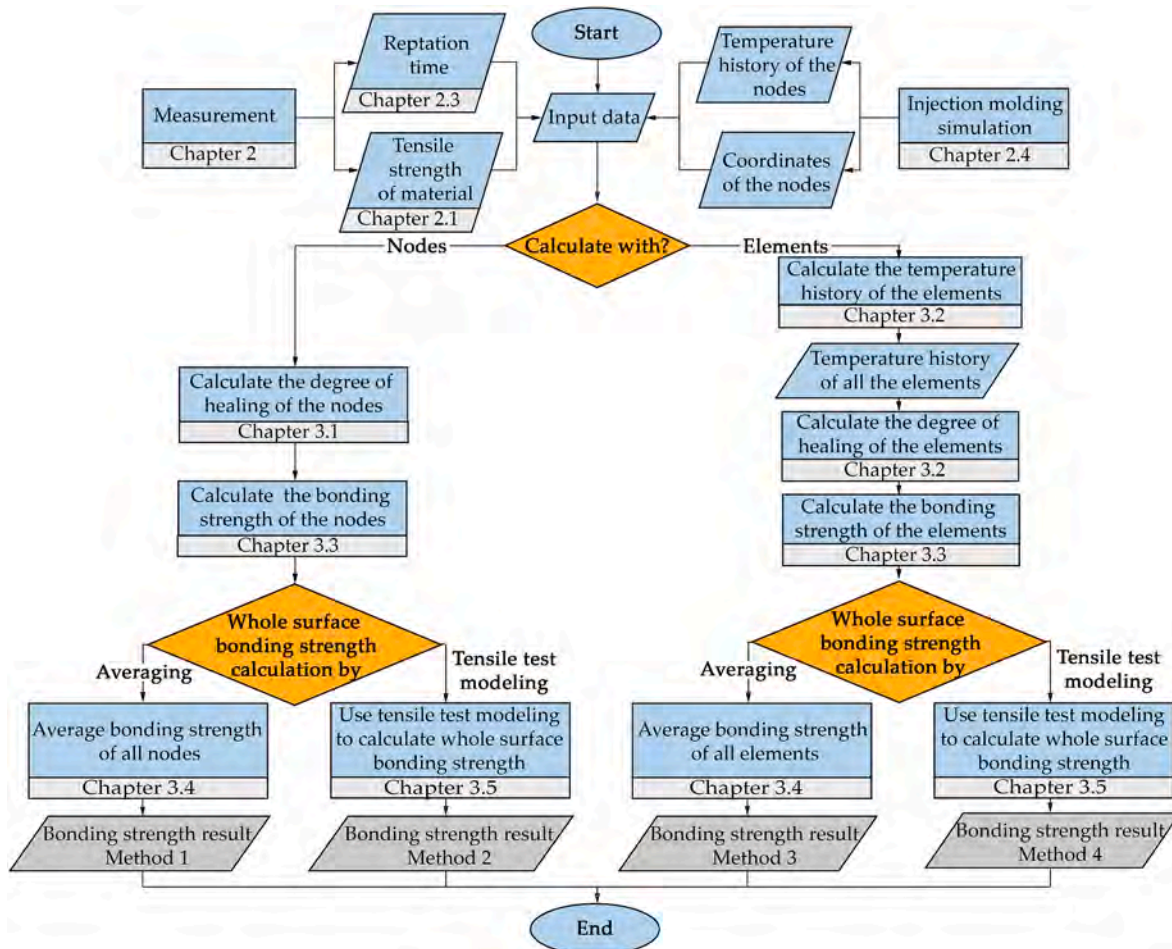 Start
Reptation
time
Chapter 2.3
Temperature
history of the
nodes
Measurement
Chapter 2
Input data
Injection molding
simulation
Chapter 2.4
Tensile
strength
of material
Chapter 2.1
Coordinates
of the nodes
Calculate with?
Nodes
Elements
Calculate the temperature
history of the elements
Chapter 3.2
Temperature history
of all the elements
Calculate the degree of
healing of the nodes
Chapter 3.1
Calculate the degree of
healing of the elements
Chapter 3.2
Calculate the bonding
strength of the nodes
Chapter 3.3
Calculate the bonding
strength of the elements
Chapter 3.3
Whole surface
bonding strength
calculation by
Averaging
Tensile test
modeling
Whole surface
bonding strength
calculation by
Averaging
Tensile test
modeling
Average bonding strength
of all nodes
Chapter 3.4
Use tensile test modeling
to calculate whole surface
bonding strength
Chapter 3.5
Average bonding strength
of all elements
Chapter 3.4
Use tensile test modeling
to calculate whole surface
bonding strength
Chapter 3.5
Bonding strength result
Method 1
Bonding strength result
Method 2
Bonding strength result
Method 3
Bonding strength result
Method 4
End